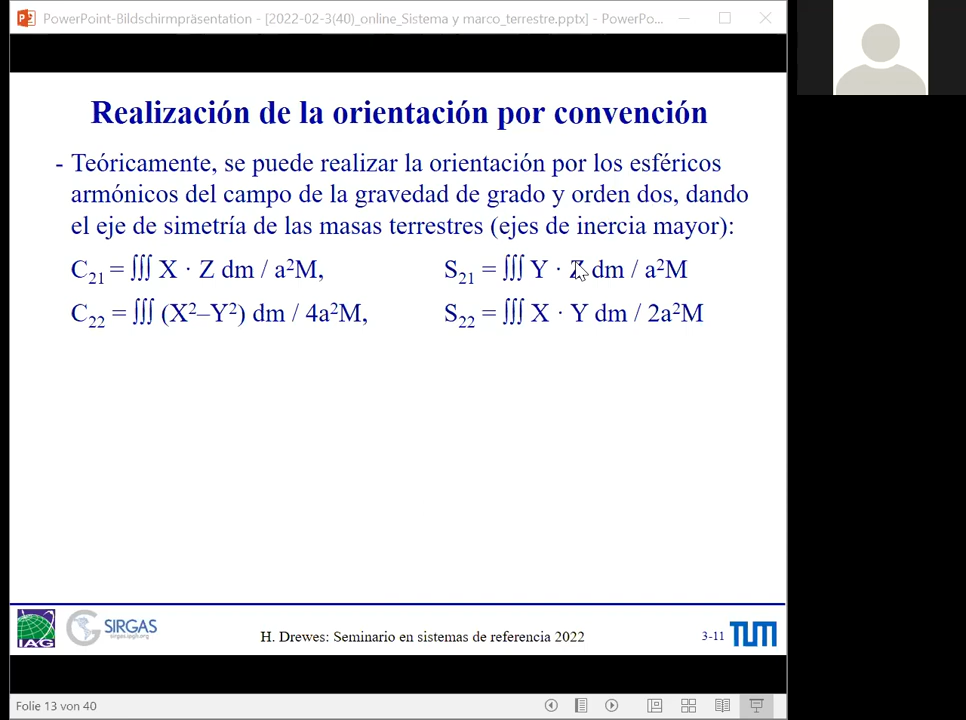 PowerPoint-Bildschirmpräsentation - [2022-02-3(40)_online_Sistema y marco_terrestre.pptx] - PowerPo...
Realización de la orientación por convención
- Teóricamente, se puede realizar la orientación por los esféricos
armónicos del campo de la gravedad de grado y orden dos, dando
el eje de simetría de las masas terrestres (ejes de inercia mayor):
C₂₁ = ∭ X · Z dm / a²M, S₂₁ = ∭ Y · Z dm / a²M
C₂₂ = ∭ (X²–Y²) dm / 4a²M, S₂₂ = ∭ X · Y dm / 2a²M
IAG SIRGAS
sirgas.ipgh.org
H. Drewes: Seminario en sistemas de referencia 2022
3-11 TUM
Folie 13 von 40